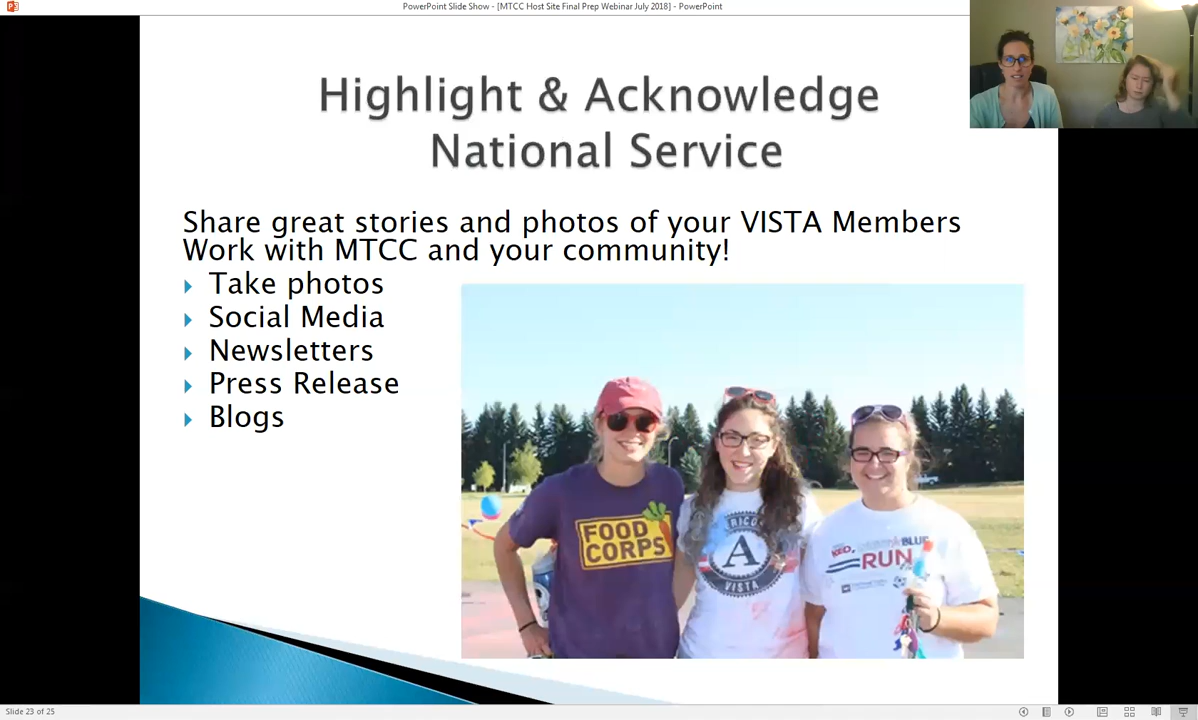 PowerPoint Slide Show - [MTCC Host Site Final Prep Webinar July 2018] - PowerPoint
Highlight & Acknowledge
National Service
Share great stories and photos of your VISTA Members
Work with MTCC and your community!
Take photos
Social Media
Newsletters
Press Release
Blogs
FOOD
CORPS
A
VISTA
BLUE
RUN
Slide 23 of 25